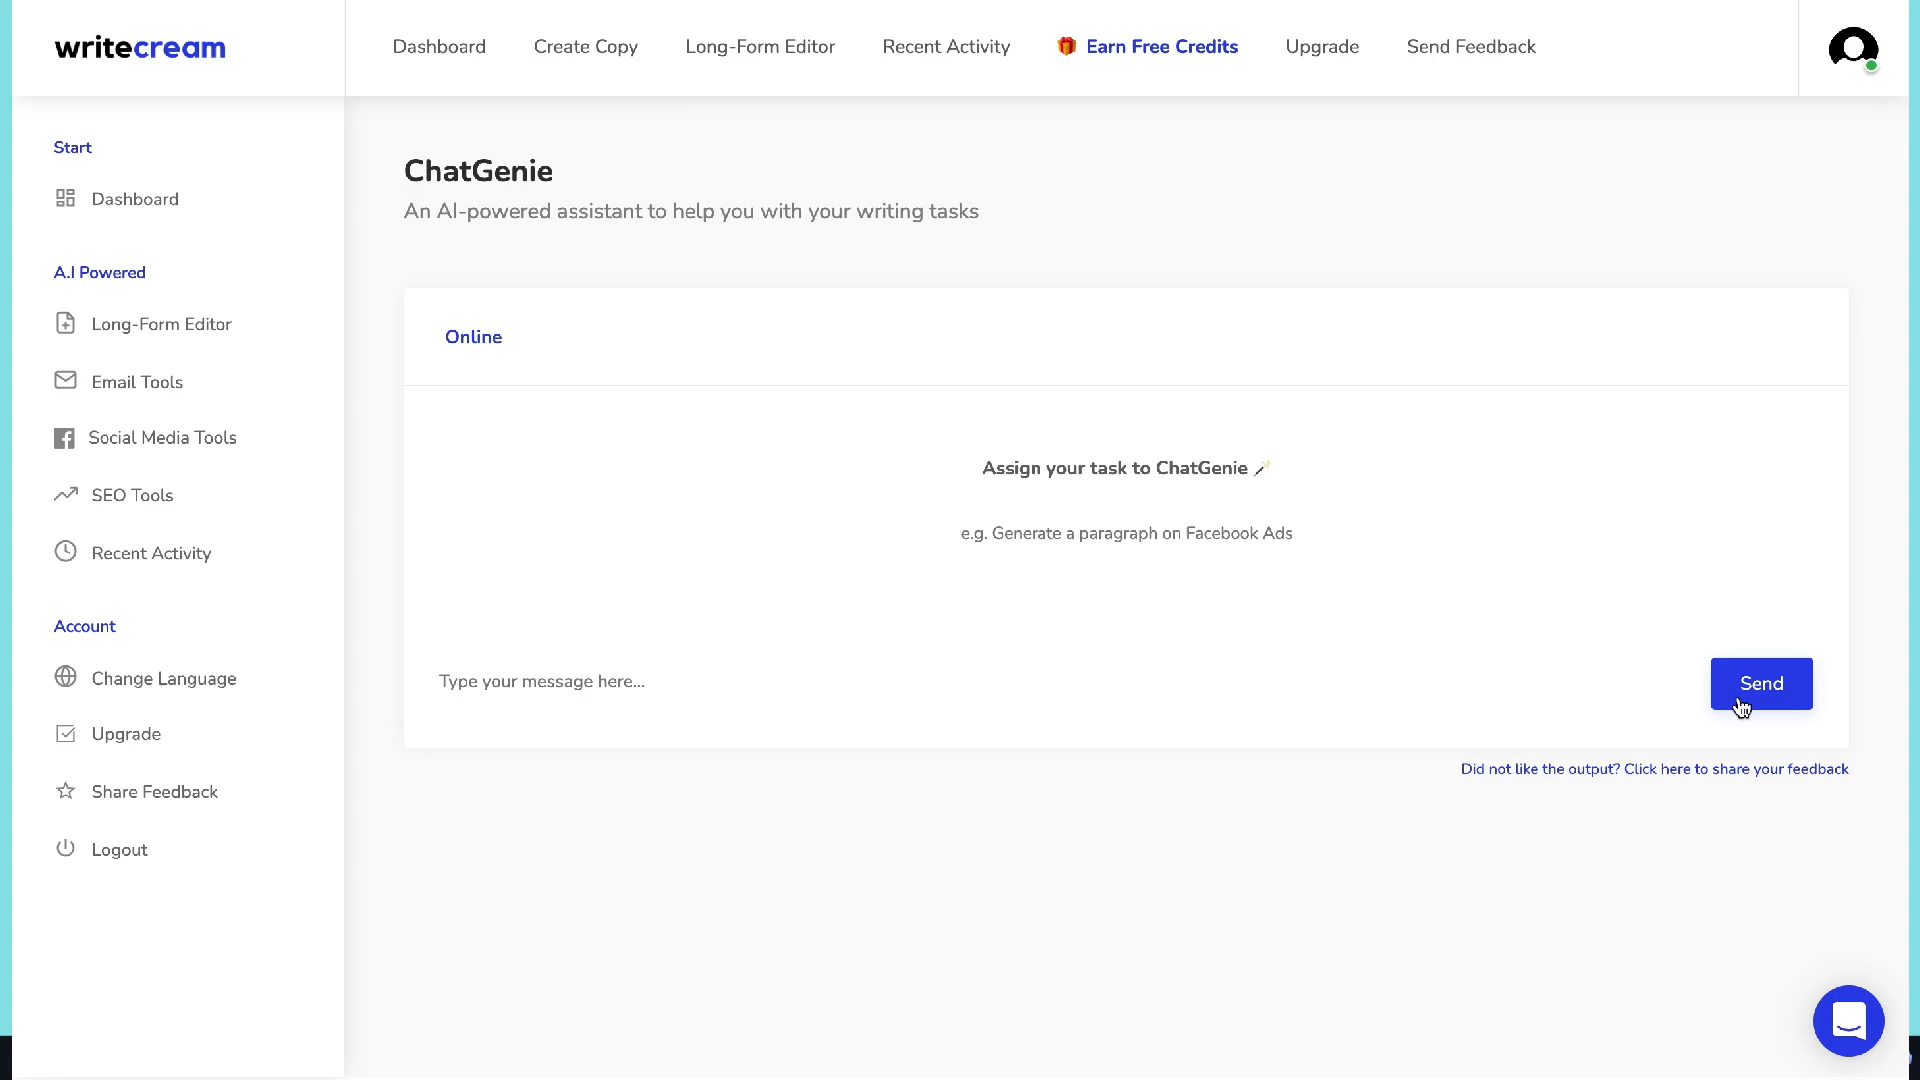 writecream
Dashboard
Create Copy
Long-Form Editor
Recent Activity
Earn Free Credits
Upgrade
Send Feedback
Start
Dashboard
A.I Powered
Long-Form Editor
Email Tools
Social Media Tools
SEO Tools
Recent Activity
Account
Change Language
Upgrade
Share Feedback
Logout
ChatGenie
An AI-powered assistant to help you with your writing tasks
Online
Assign your task to ChatGenie
e.g. Generate a paragraph on Facebook Ads
Type your message here...
Send
Did not like the output? Click here to share your feedback